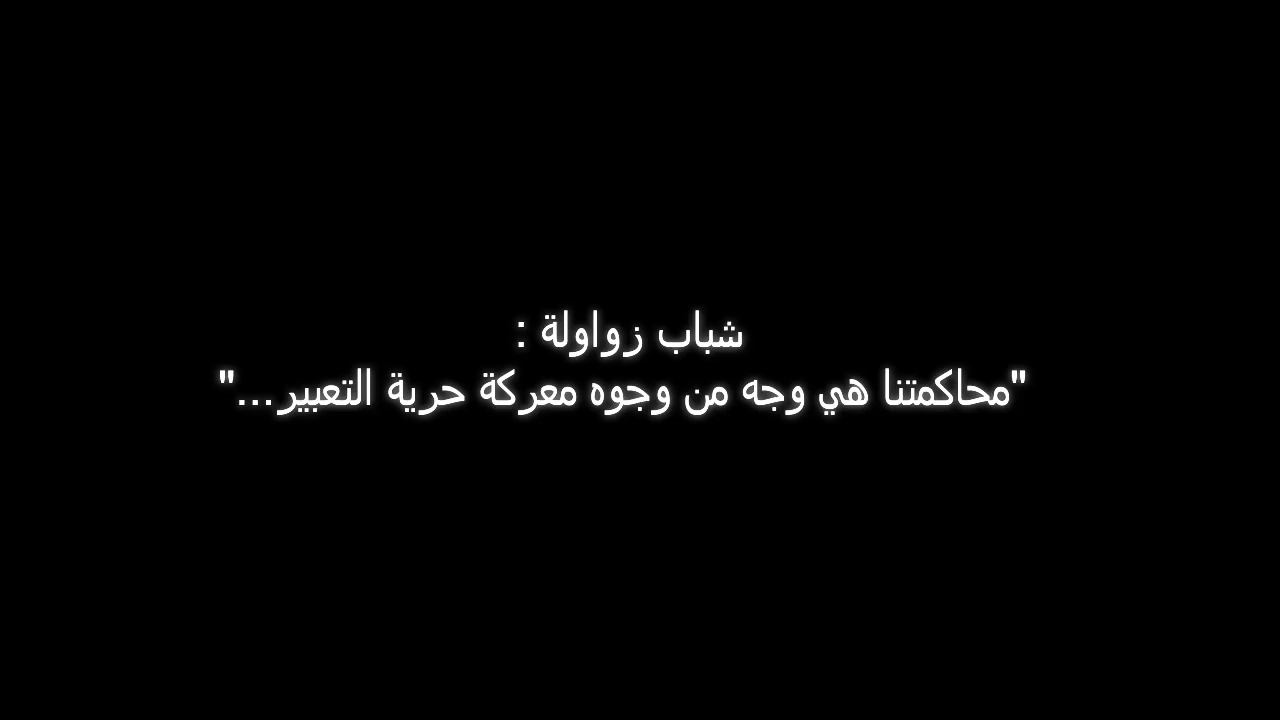 شباب زواولة :
"محاكمتنا هي وجه من وجوه معركة حرية التعبير..."